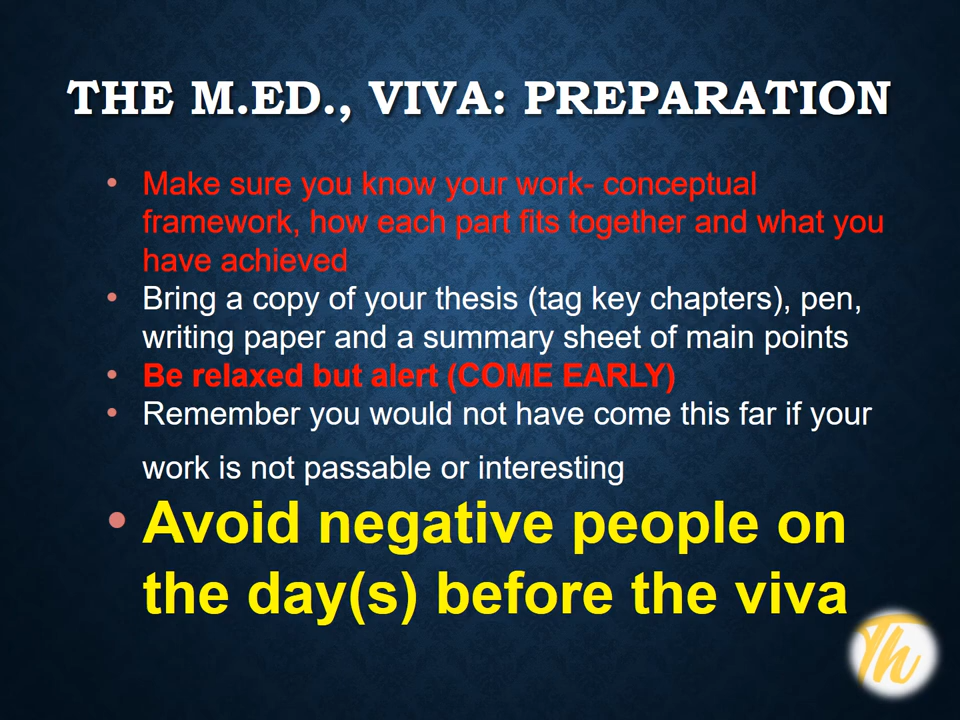 THE M.ED., VIVA: PREPARATION
• Make sure you know your work- conceptual
framework, how each part fits together and what you
have achieved
• Bring a copy of your thesis (tag key chapters), pen,
writing paper and a summary sheet of main points
• Be relaxed but alert (COME EARLY)
• Remember you would not have come this far if your
work is not passable or interesting
• Avoid negative people on
the day(s) before the viva
Th